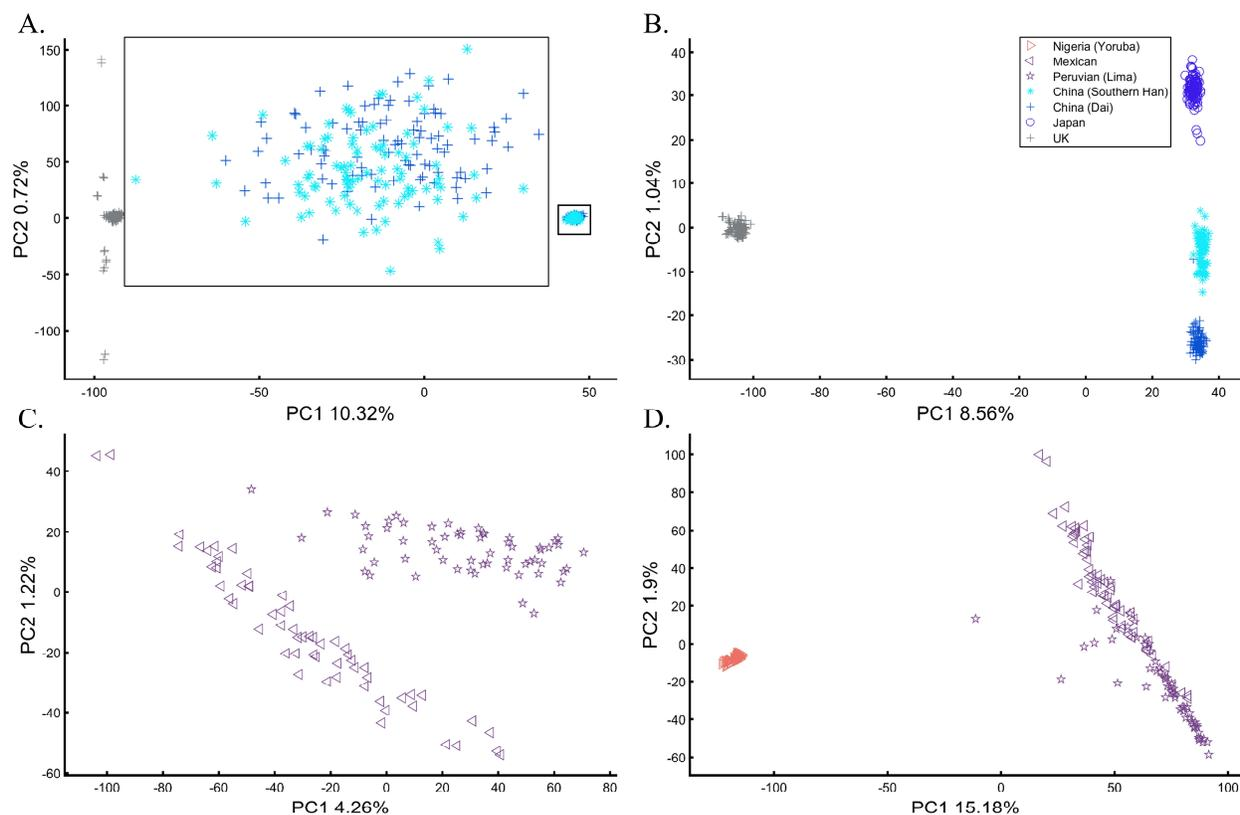 A.
150
100
50
0
-50
-100
PC2 0.72%
-100
-50
0
50
PC1 10.32%
B.
40
30
20
10
0
-10
-20
-30
PC2 1.04%
Nigeria (Yoruba)
Mexican
Peruvian (Lima)
China (Southern Han)
China (Dai)
Japan
UK
-100
-80
-60
-40
-20
0
20
40
PC1 8.56%
C.
40
20
0
-20
-40
-60
PC2 1.22%
-100
-80
-60
-40
-20
0
20
40
60
80
PC1 4.26%
D.
100
80
60
40
20
0
-20
-40
-60
PC2 1.9%
-100
-50
0
50
100
PC1 15.18%